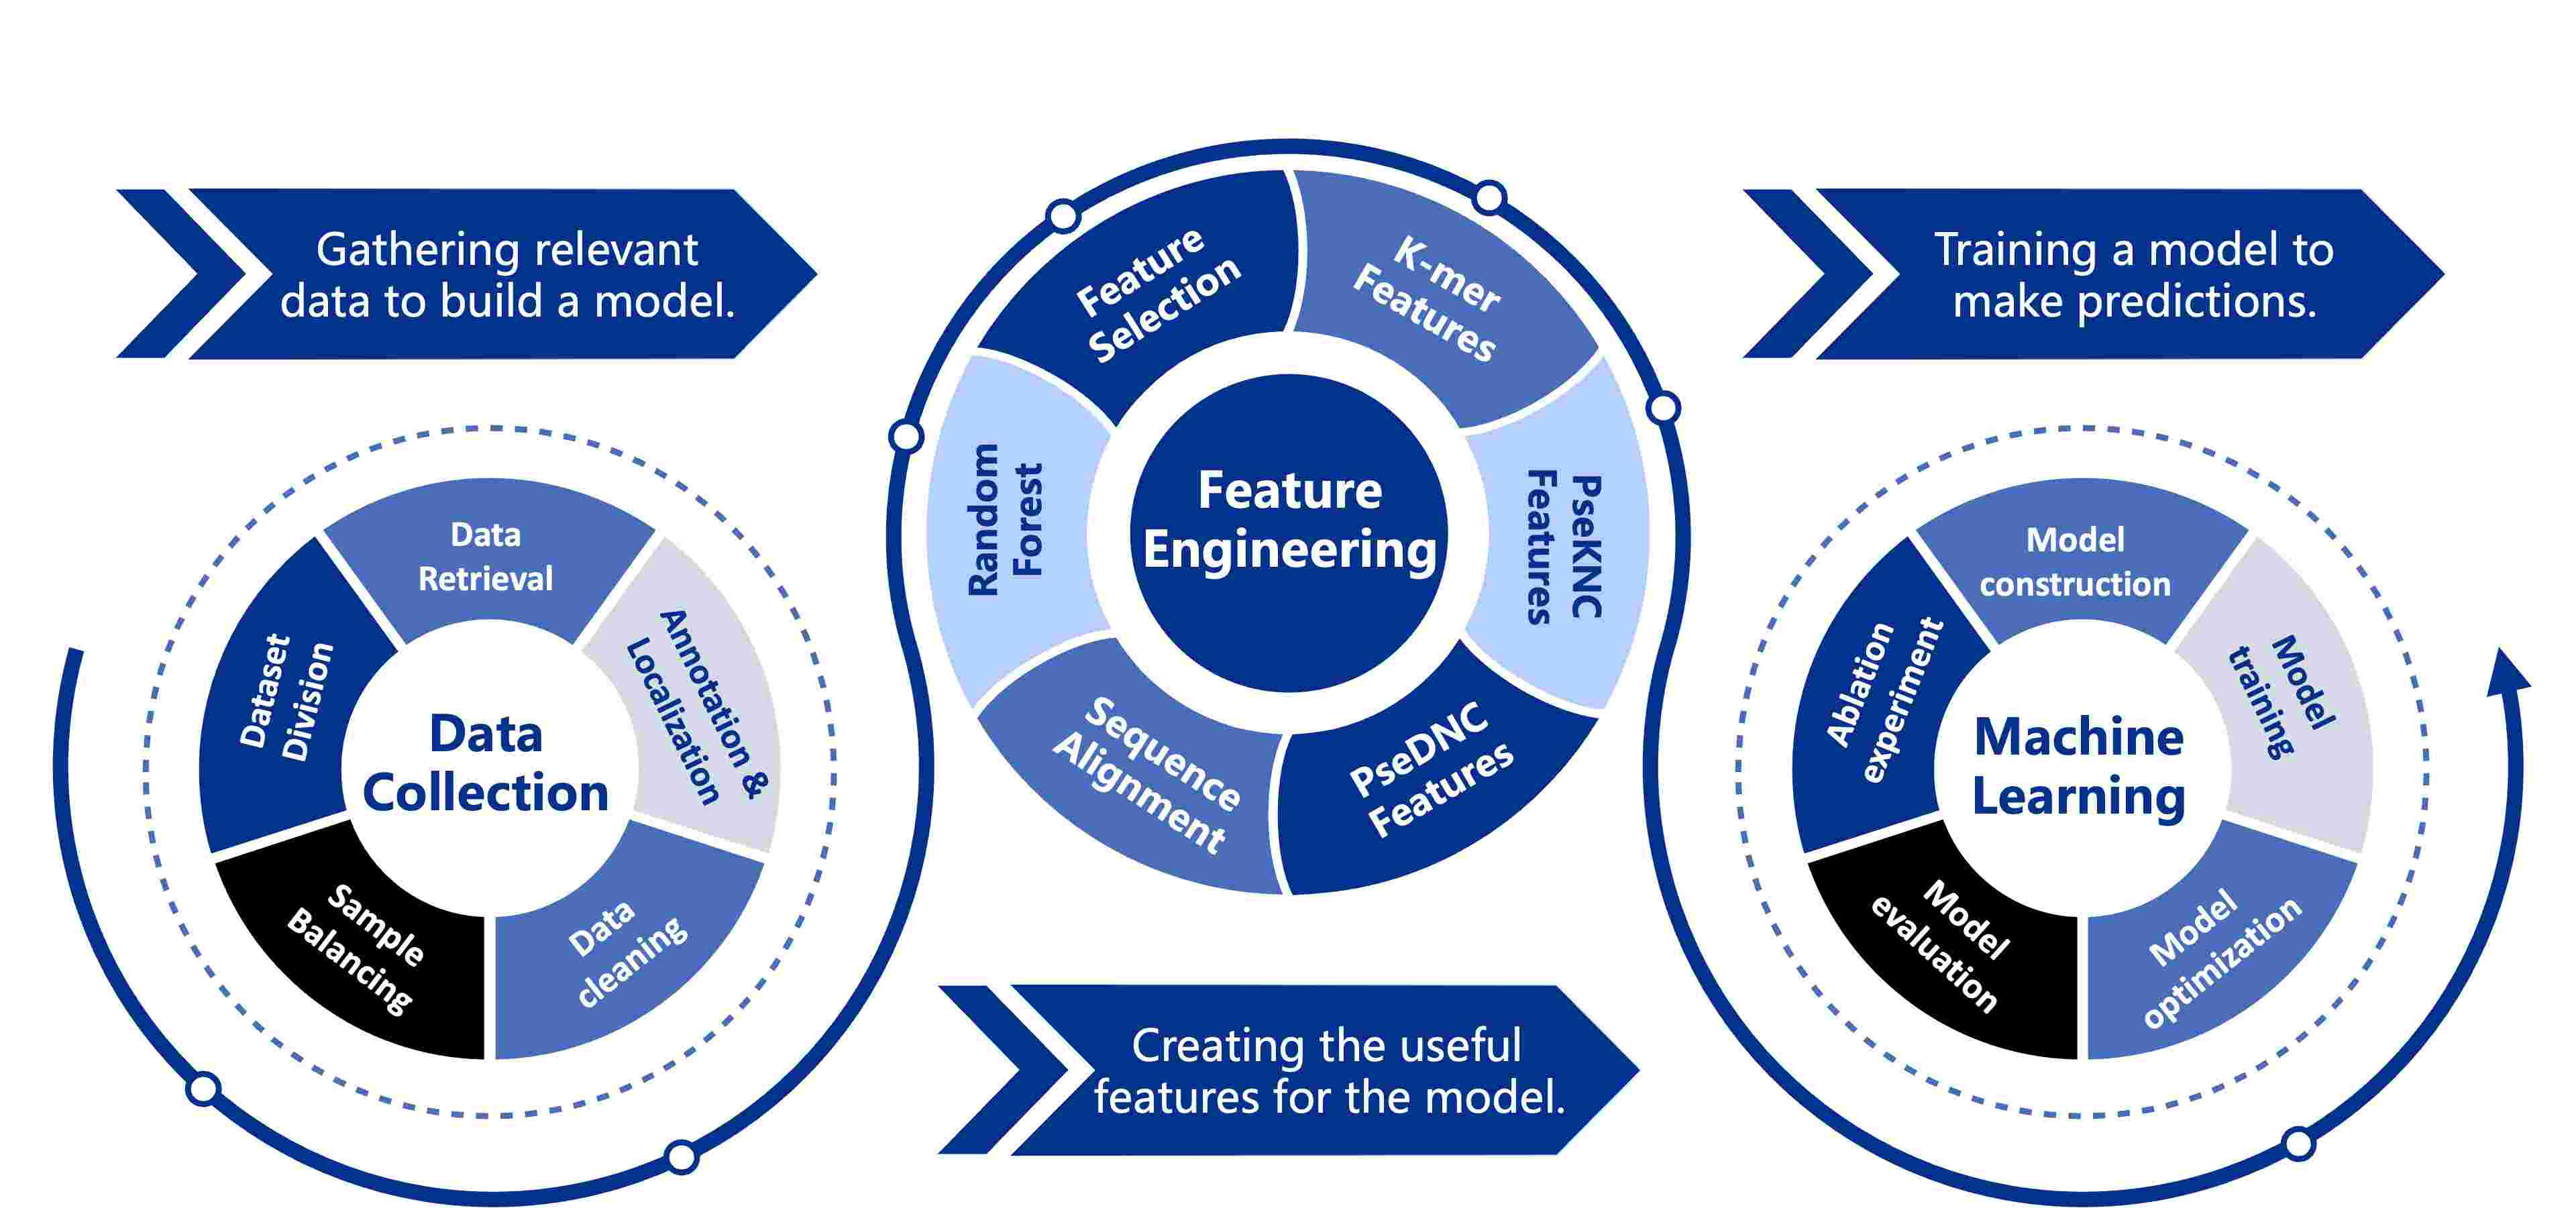 Gathering relevant
data to build a model.
Data
Retrieval
Annotation &
Localization
Data
cleaning
Sample
Balancing
Dataset
Division
Data
Collection
Feature
Selection
K-mer
Features
PseKNC
Features
PseDNC
Features
Sequence
Alignment
Random
Forest
Feature
Engineering
Creating the useful
features for the model.
Training a model to
make predictions.
Model
construction
Model
training
Model
optimization
Model
evaluation
Ablation
experiment
Machine
Learning